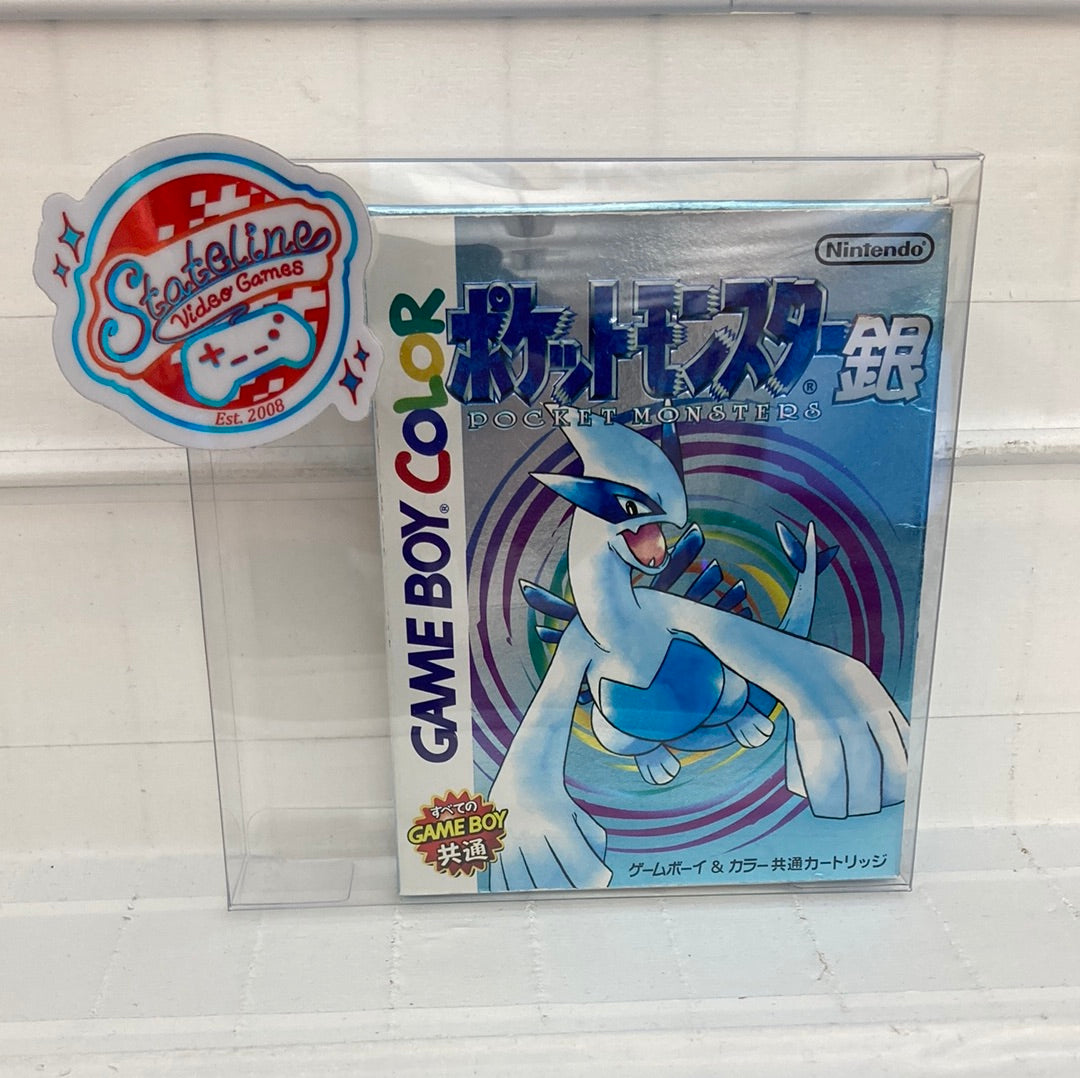 Stateline
Video Games
Est. 2008
Nintendo®
ポケットモンスター®
銀
POCKET MONSTERS
GAME BOY® COLOR
すべての
GAME BOY
共通
ゲームボーイ & カラー共通カートリッジ